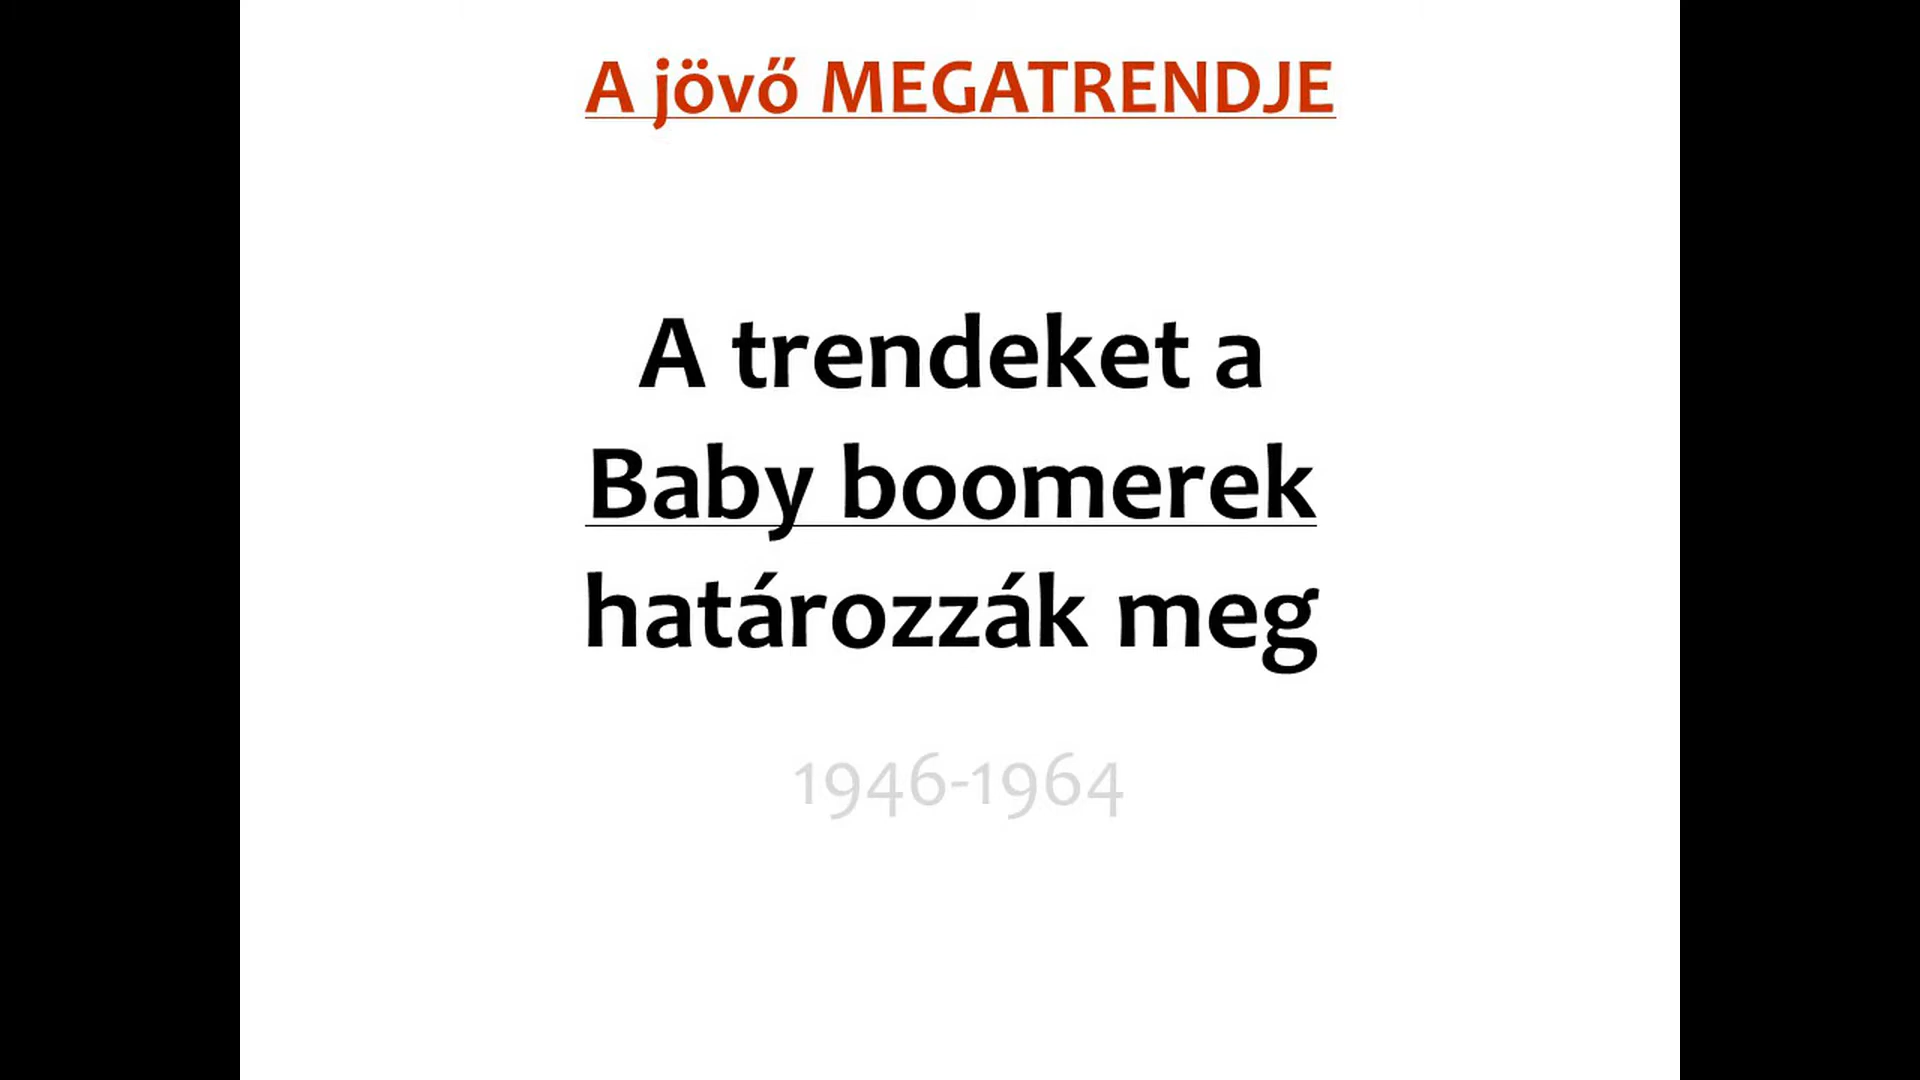 A jövő MEGATRENDJE
A trendeket a
Baby boomerek
határozzák meg
1946-1964